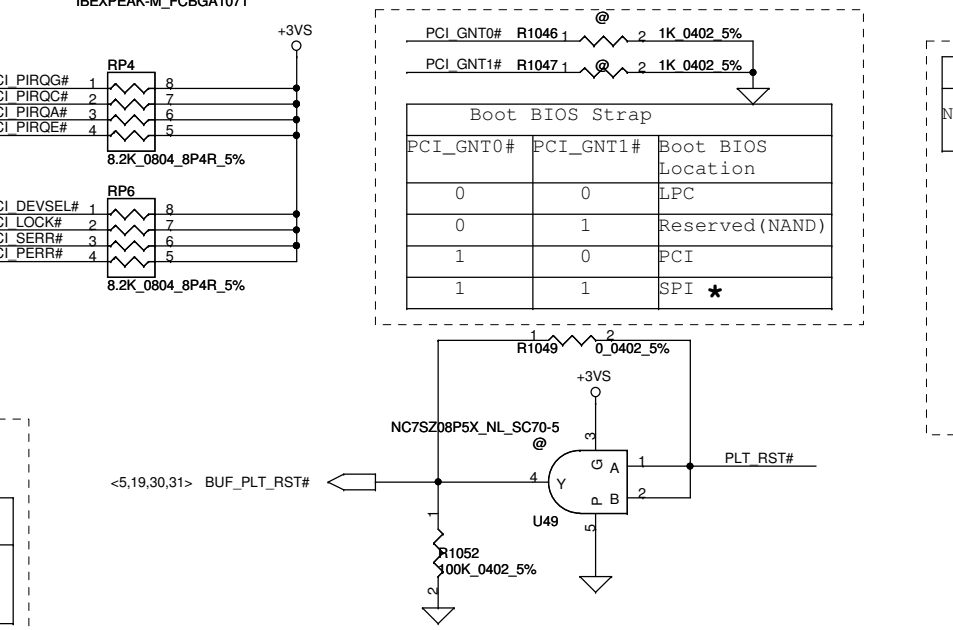 IBEXPEAK-M_FCBGA1071
+3VS
RP4
CI_PIRQG# 1 8
CI_PIRQC# 2 7
CI_PIRQA# 3 6
CI_PIRQE# 4 5
8.2K_0804_8P4R_5%
RP6
CI_DEVSEL# 1 8
CI_LOCK# 2 7
CI_SERR# 3 6
CI_PERR# 4 5
8.2K_0804_8P4R_5%
@
PCI_GNT0# R1046 1 2 1K_0402_5%
PCI_GNT1# R1047 1 @ 2 1K_0402_5%
Boot BIOS Strap
PCI_GNT0# PCI_GNT1# Boot BIOS Location
0 0 LPC
0 1 Reserved(NAND)
1 0 PCI
1 1 SPI *
N
1 2
R1049 0_0402_5%
+3VS
NC7SZ08P5X_NL_SC70-5
@
3
G A 1 PLT_RST#
<5,19,30,31> BUF_PLT_RST# 4 Y
P B 2
U49
5
1
R1052
100K_0402_5%
2